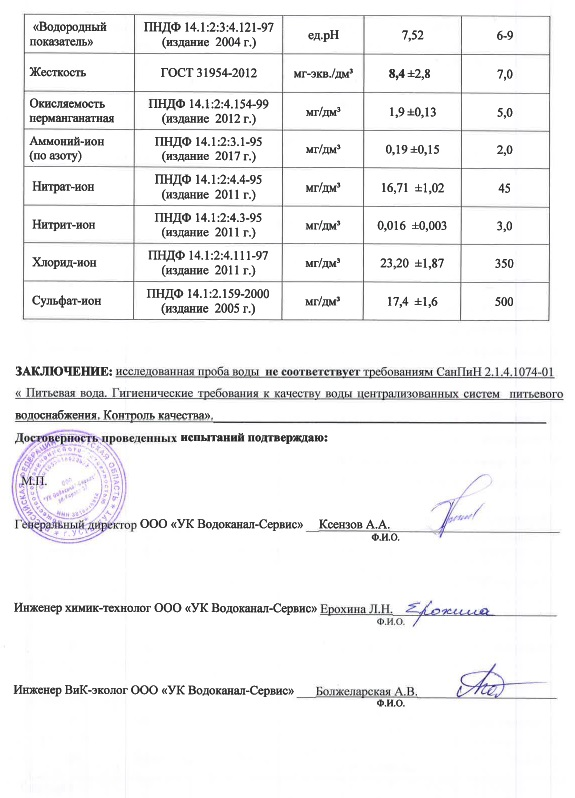 «Водородный показатель» ПНДФ 14.1:2:3:4.121-97 (издание 2004 г.) ед.pH 7,52 6-9
Жесткость ГОСТ 31954-2012 мг-экв./дм³ 8,4 ±2,8 7,0
Окисляемость перманганатная ПНДФ 14.1:2:4.154-99 (издание 2012 г.) мг/дм³ 1,9 ±0,13 5,0
Аммоний-ион (по азоту) ПНДФ 14.1:2:3.1-95 (издание 2017 г.) мг/дм³ 0,19 ±0,15 2,0
Нитрат-ион ПНДФ 14.1:2:4.4-95 (издание 2011 г.) мг/дм³ 16,71 ±1,02 45
Нитрит-ион ПНДФ 14.1:2:4.3-95 (издание 2011 г.) мг/дм³ 0,016 ±0,003 3,0
Хлорид-ион ПНДФ 14.1:2:4.111-97 (издание 2011 г.) мг/дм³ 23,20 ±1,87 350
Сульфат-ион ПНДФ 14.1:2.159-2000 (издание 2005 г.) мг/дм³ 17,4 ±1,6 500
ЗАКЛЮЧЕНИЕ: исследованная проба воды не соответствует требованиям СанПиН 2.1.4.1074-01
« Питьевая вода. Гигиенические требования к качеству воды централизованных систем питьевого
водоснабжения. Контроль качества».
Достоверность проведенных испытаний подтверждаю:
М.П.
Генеральный директор ООО «УК Водоканал-Сервис» Ксензов А.А.
Ф.И.О.
Инженер химик-технолог ООО «УК Водоканал-Сервис» Ерохина Л.Н. Ерохина
Ф.И.О.
Инженер ВиК-эколог ООО «УК Водоканал-Сервис» Болжеларская А.В.
Ф.И.О.